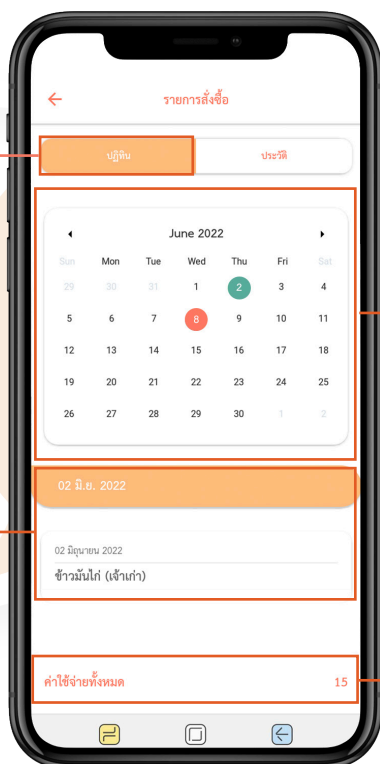 รายการสั่งซื้อ
ปฏิทิน ประวัติ
June 2022
Sun Mon Tue Wed Thu Fri Sat
29 30 31 1 2 3 4
5 6 7 8 9 10 11
12 13 14 15 16 17 18
19 20 21 22 23 24 25
26 27 28 29 30 1 2
02 มิ.ย. 2022
02 มิถุนายน 2022
ข้าวมันไก่ (เจ้าเก่า)
ค่าใช้จ่ายทั้งหมด 15